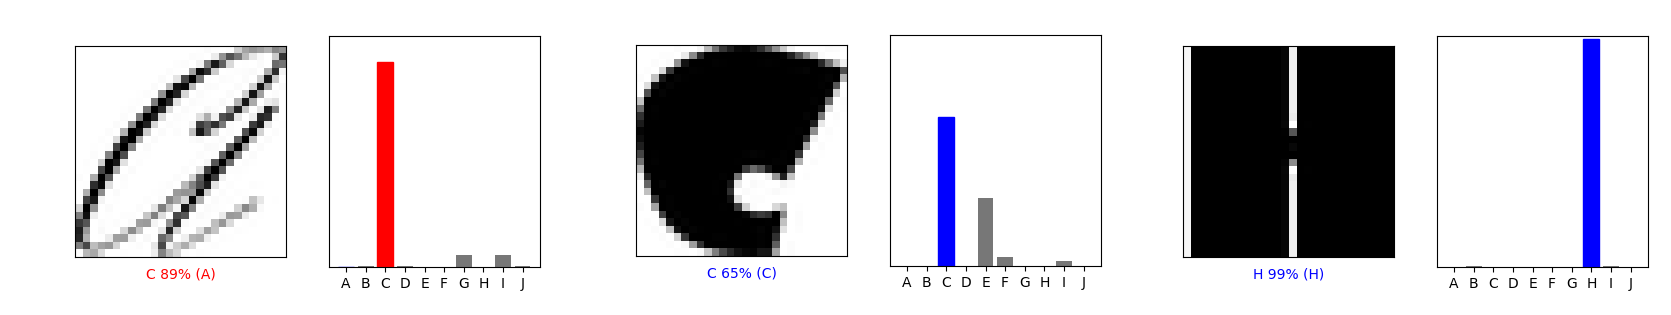 A B C D E F G H I J
A B C D E F G H I J
A B C D E F G H I J
C 89% (A)
C 65% (C)
H 99% (H)